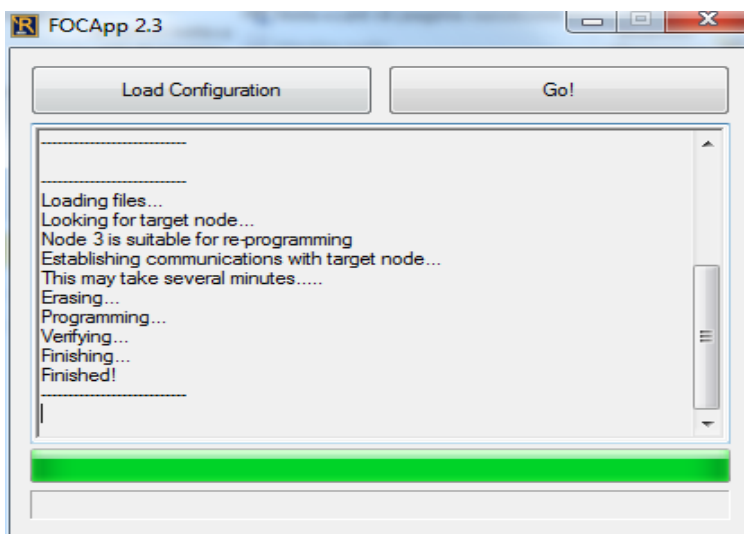 FOCApp 2.3
Load Configuration
Go!
---------------------------
---------------------------
Loading files...
Looking for target node...
Node 3 is suitable for re-programming
Establishing communications with target node...
This may take several minutes.....
Erasing...
Programming...
Verifying...
Finishing...
Finished!
---------------------------